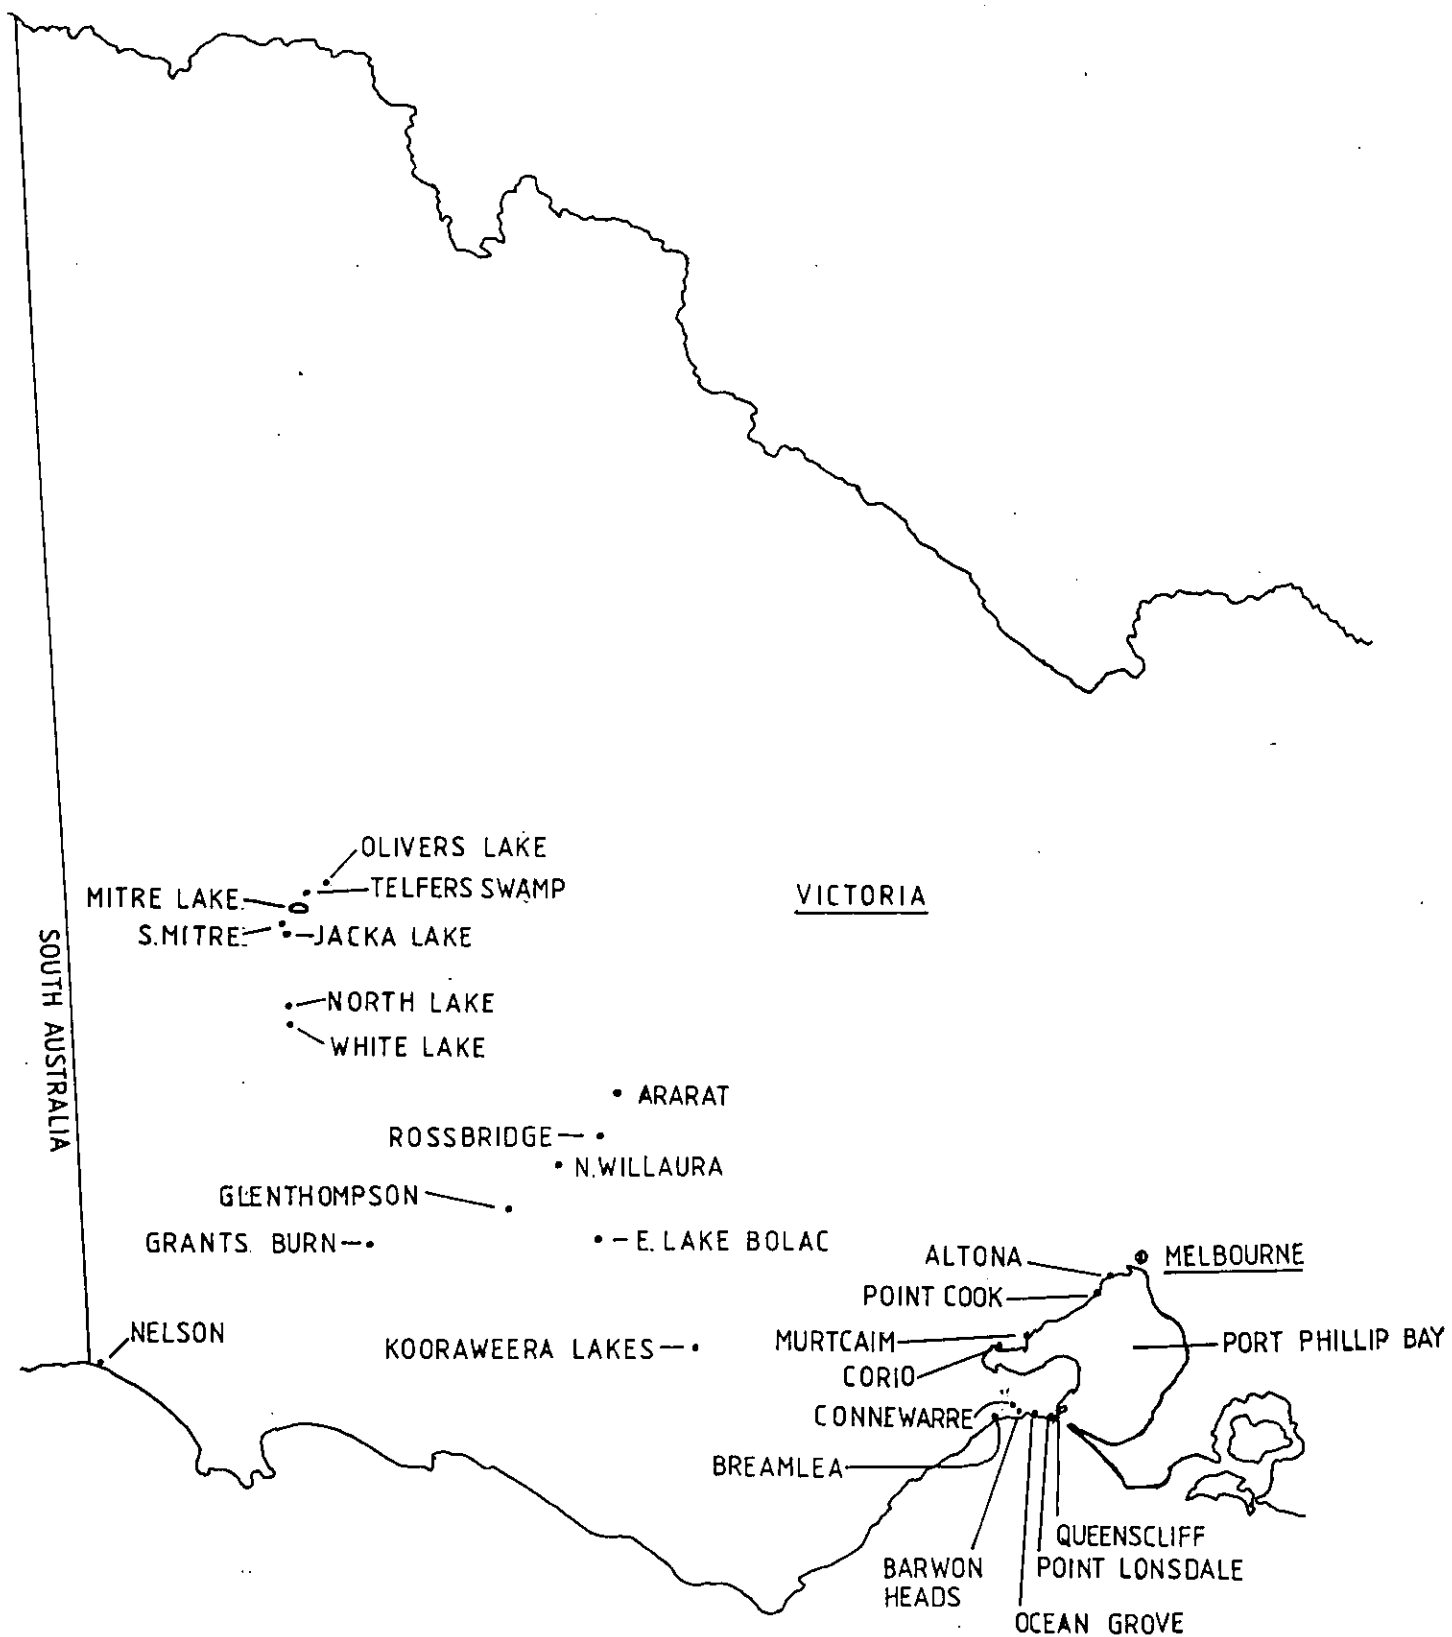 OLIVERS LAKE
TELFERS SWAMP
MITRE LAKE
VICTORIA
S.MITRE
JACKA LAKE
SOUTH AUSTRALIA
NORTH LAKE
WHITE LAKE
ARARAT
ROSSBRIDGE
N.WILLAURA
GLENTHOMPSON
GRANTS BURN
E. LAKE BOLAC
ALTONA
MELBOURNE
POINT COOK
NELSON
MURTCAIM
PORT PHILLIP BAY
KOORAWEERA LAKES
CORIO
CONNEWARRE
BREAMLEA
QUEENSCLIFF
BARWON
HEADS
POINT LONSDALE
OCEAN GROVE